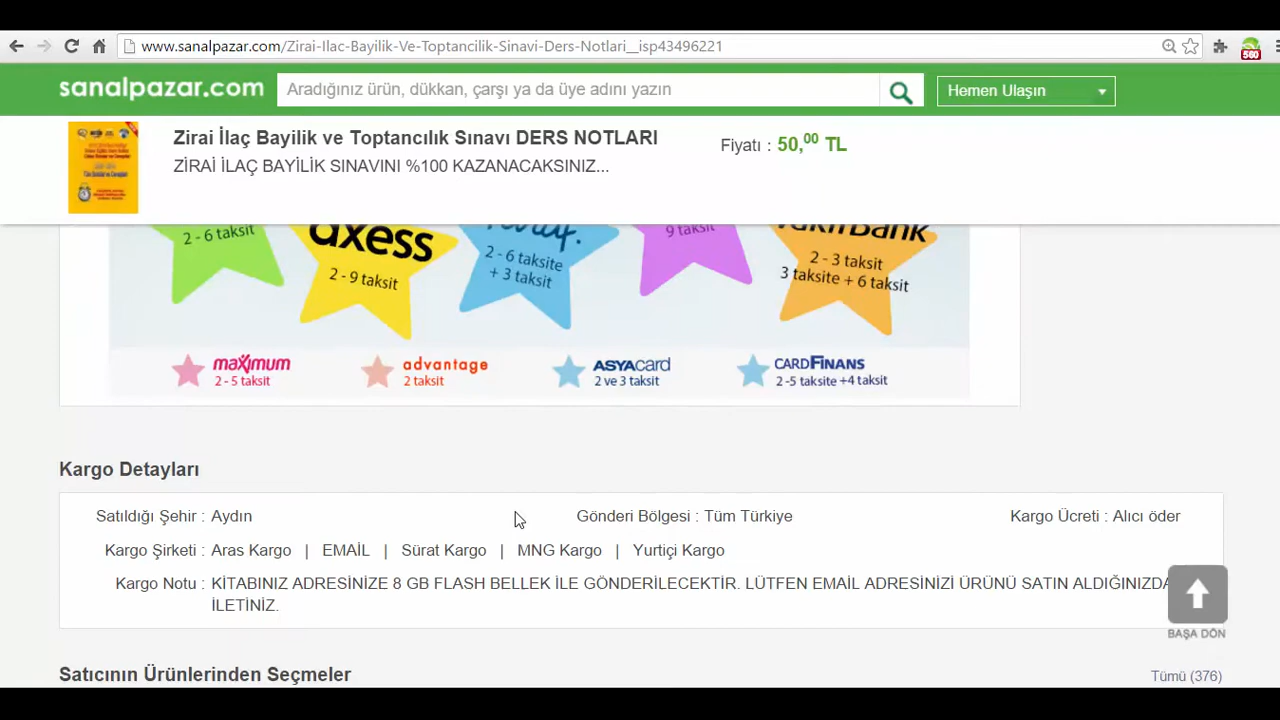 www.sanalpazar.com/Zirai-Ilac-Bayilik-Ve-Toptancilik-Sinavi-Ders-Notlari__isp43496221
560
sanalpazar.com
Aradığınız ürün, dükkan, çarşı ya da üye adını yazın
Hemen Ulaşın
Zirai İlaç Bayilik ve Toptancılık Sınavı DERS NOTLARI
Fiyatı : 50,00 TL
ZİRAİ İLAÇ BAYİLİK SINAVINI %100 KAZANACAKSINIZ...
2 - 6 taksit
axess
2 - 9 taksit
2 - 6 taksite
+ 3 taksit
9 taksit
VakıfBank
2 - 3 taksit
3 taksite + 6 taksit
maximum
2 - 5 taksit
advantage
2 taksit
ASYAcard
2 ve 3 taksit
CARDFINANS
2 -5 taksite +4 taksit
Kargo Detayları
Satıldığı Şehir : Aydın
Gönderi Bölgesi : Tüm Türkiye
Kargo Ücreti : Alıcı öder
Kargo Şirketi : Aras Kargo | EMAİL | Sürat Kargo | MNG Kargo | Yurtiçi Kargo
Kargo Notu : KİTABINIZ ADRESİNİZE 8 GB FLASH BELLEK İLE GÖNDERİLECEKTİR. LÜTFEN EMAİL ADRESİNİZİ ÜRÜNÜ SATIN ALDIĞINIZDA
İLETİNİZ.
BAŞA DÖN
Satıcının Ürünlerinden Seçmeler
Tümü (376)